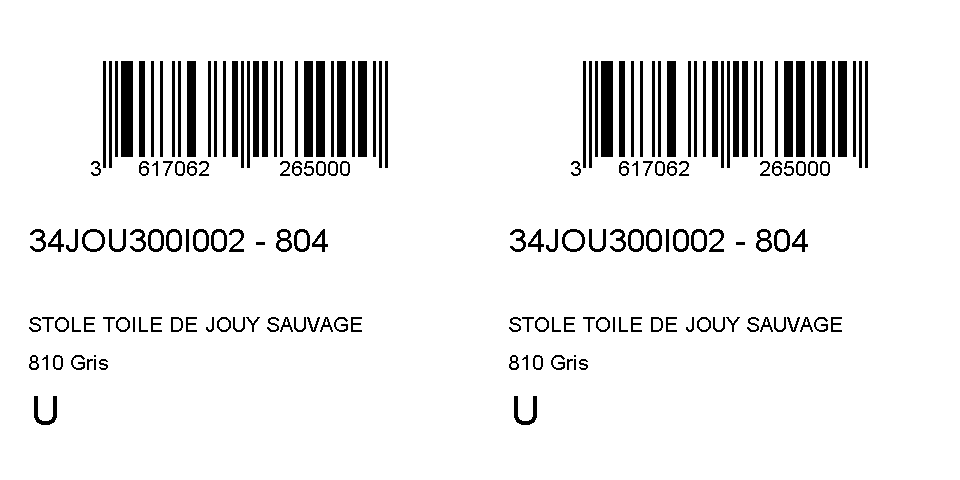 3 617062 265000 3 617062 265000
34JOU300I002 - 804 34JOU300I002 - 804
STOLE TOILE DE JOUY SAUVAGE STOLE TOILE DE JOUY SAUVAGE
810 Gris 810 Gris
U U